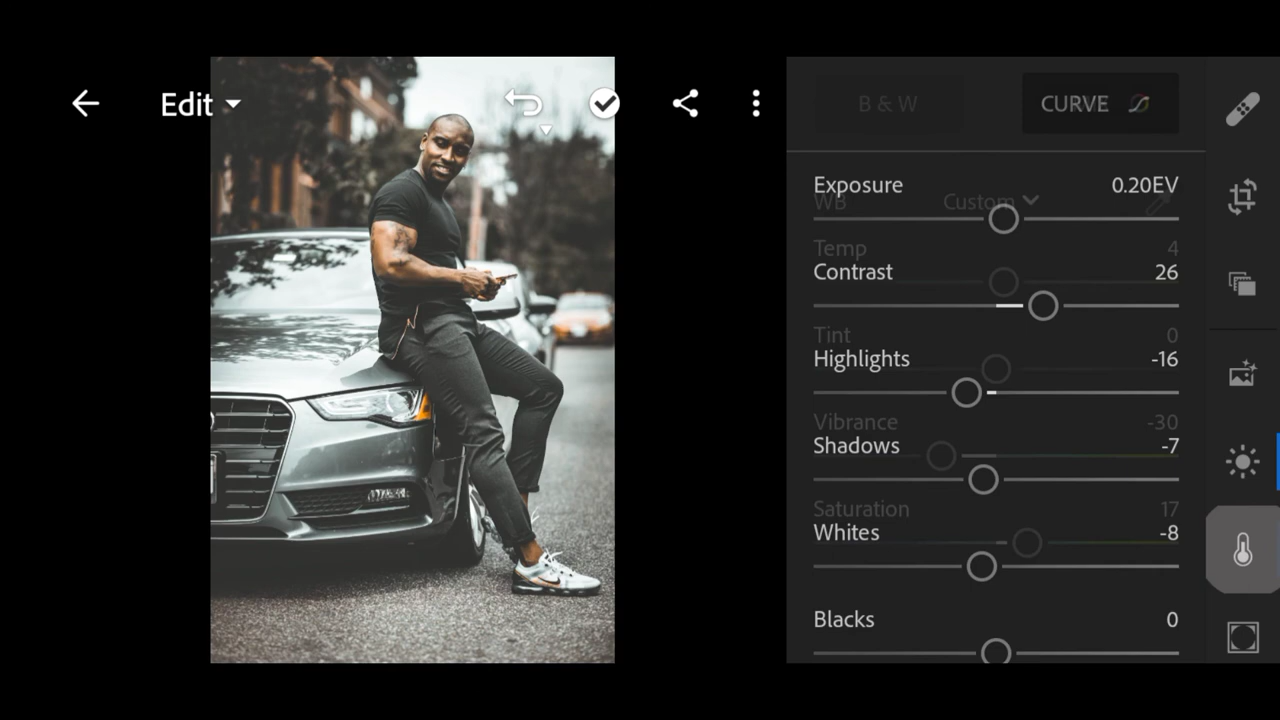 Edit
B & W
CURVE
Exposure 0.20EV
WB Custom
Temp 4
Contrast 26
Tint 0
Highlights -16
Vibrance -30
Shadows -7
Saturation 17
Whites -8
Blacks 0